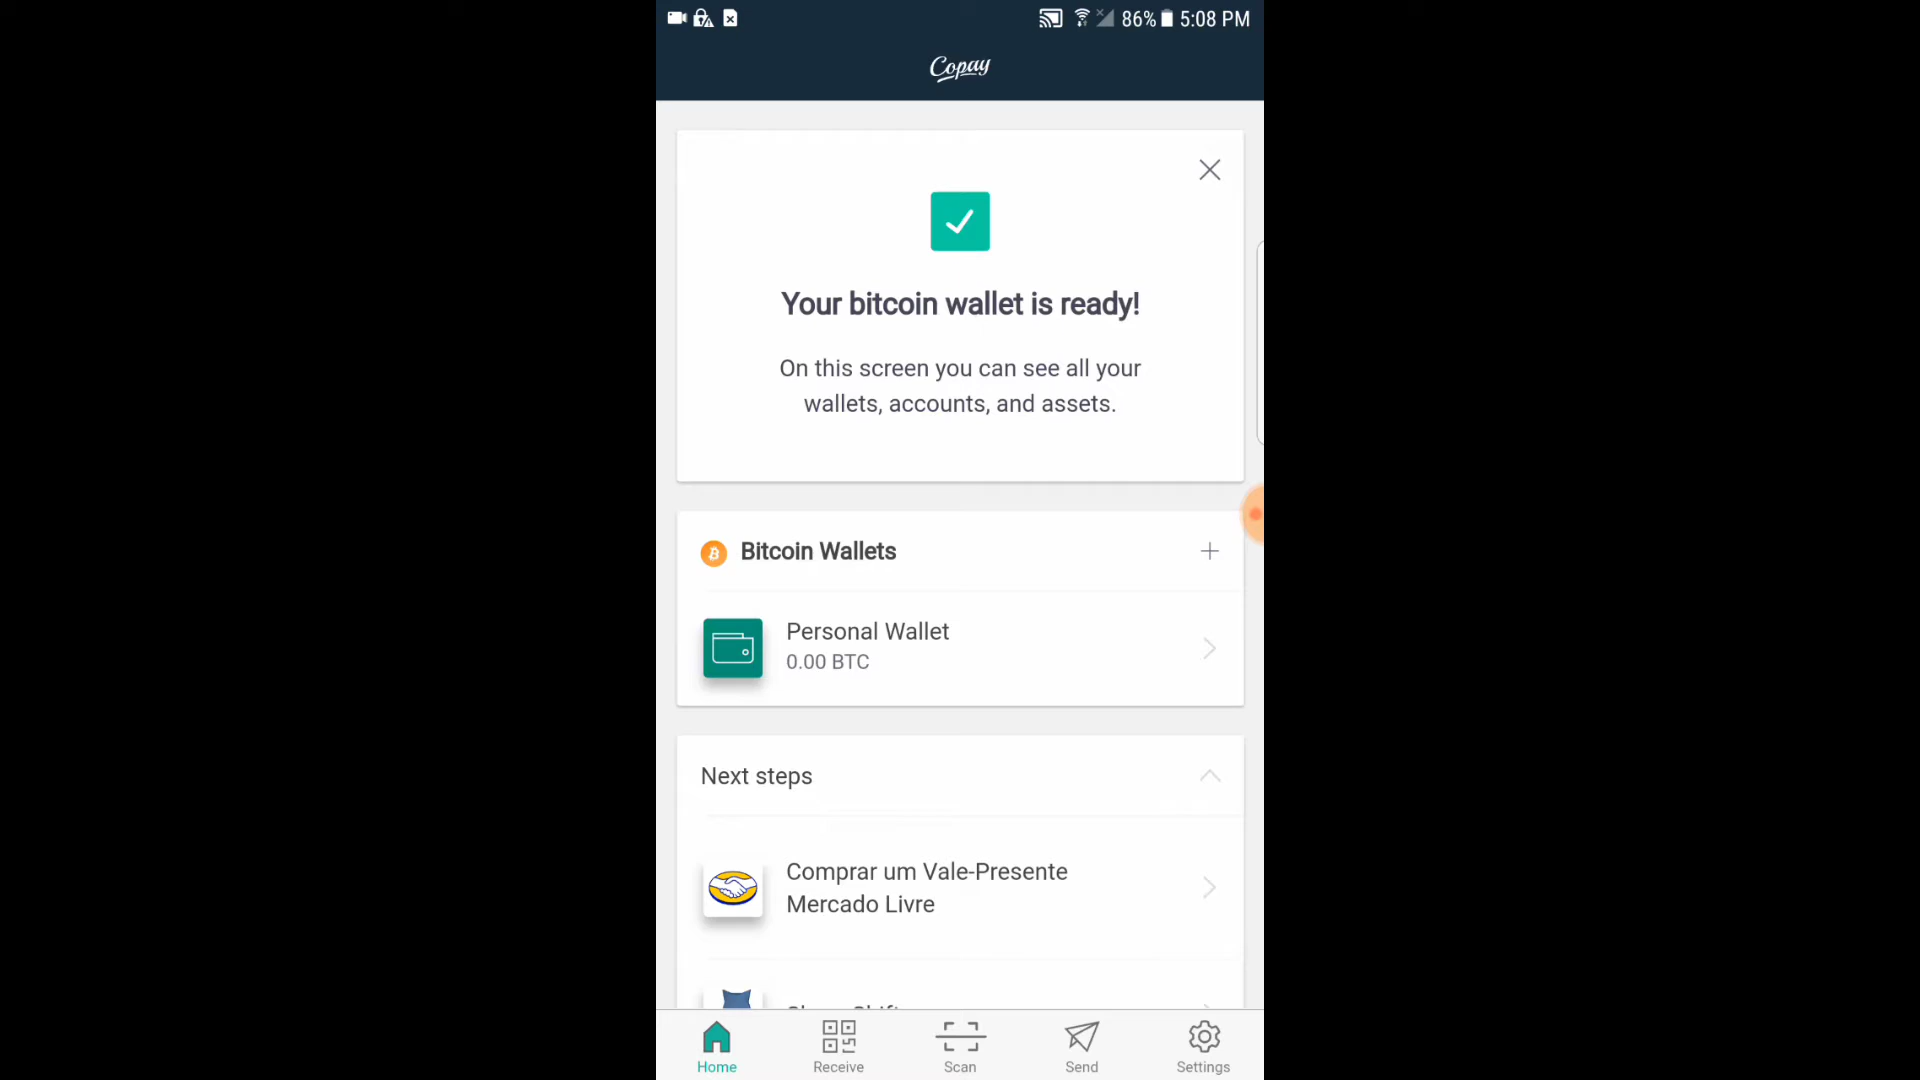 86% 5:08 PM
Copay
Your bitcoin wallet is ready!
On this screen you can see all your
wallets, accounts, and assets.
Bitcoin Wallets
Personal Wallet
0.00 BTC
Next steps
Comprar um Vale-Presente
Mercado Livre
Home Receive Scan Send Settings